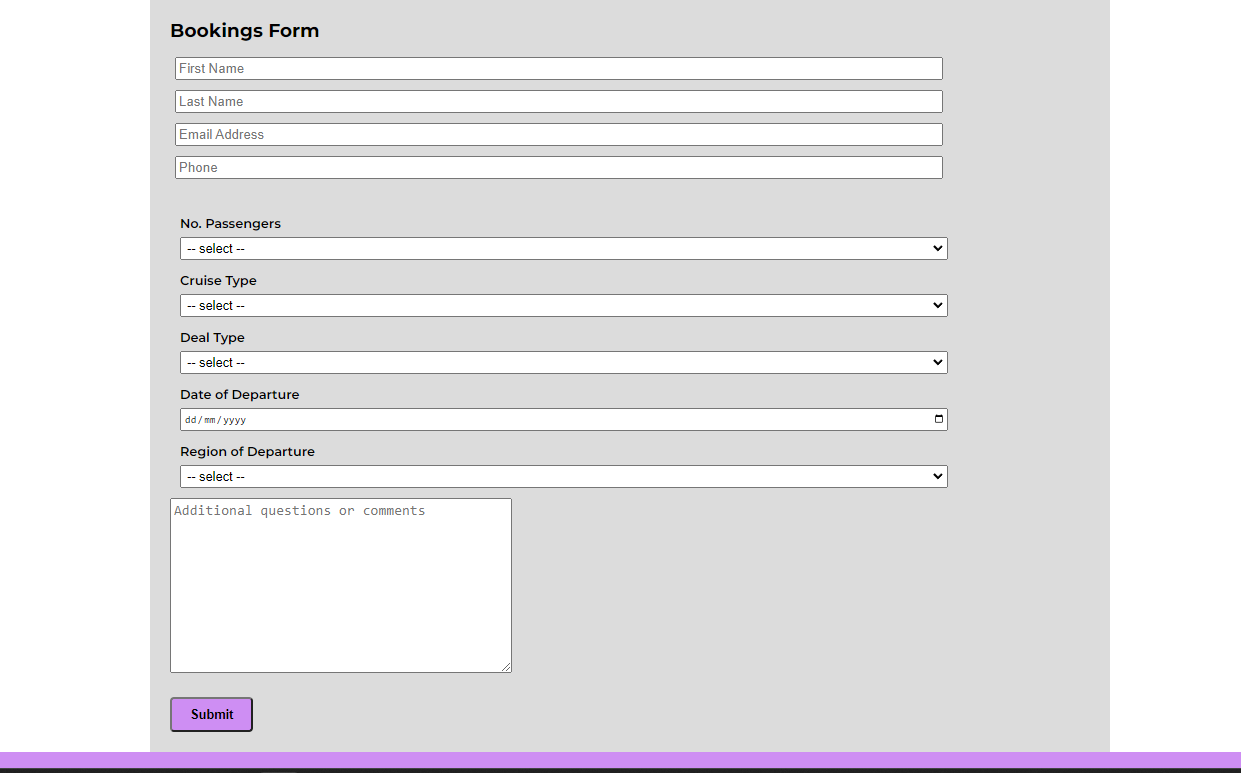 Bookings Form
First Name
Last Name
Email Address
Phone
No. Passengers
-- select --
Cruise Type
-- select --
Deal Type
-- select --
Date of Departure
dd/mm/yyyy
Region of Departure
-- select --
Additional questions or comments
Submit